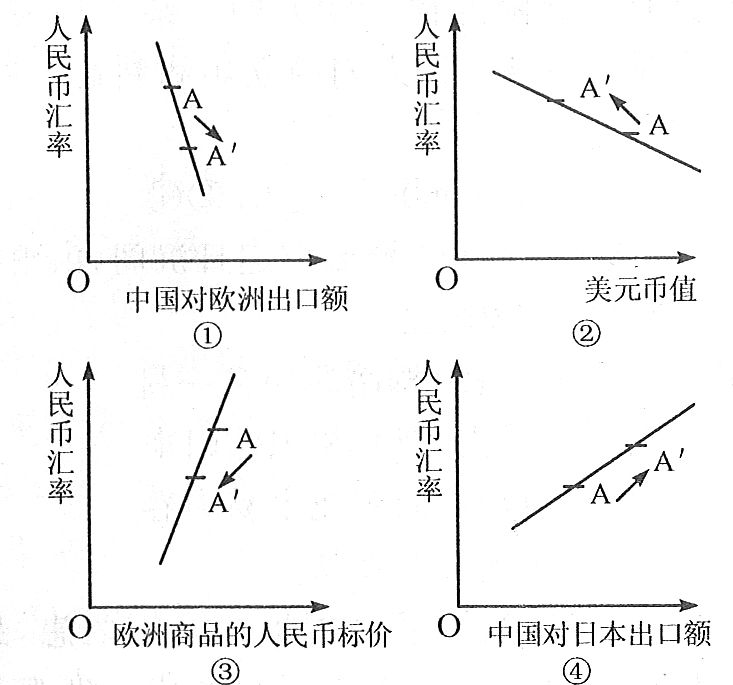 人民币汇率
A
A′
O
中国对欧洲出口额
①
人民币汇率
A′
A
O
美元币值
②
人民币汇率
A
A′
O
欧洲商品的人民币标价
③
人民币汇率
A′
A
O
中国对日本出口额
④